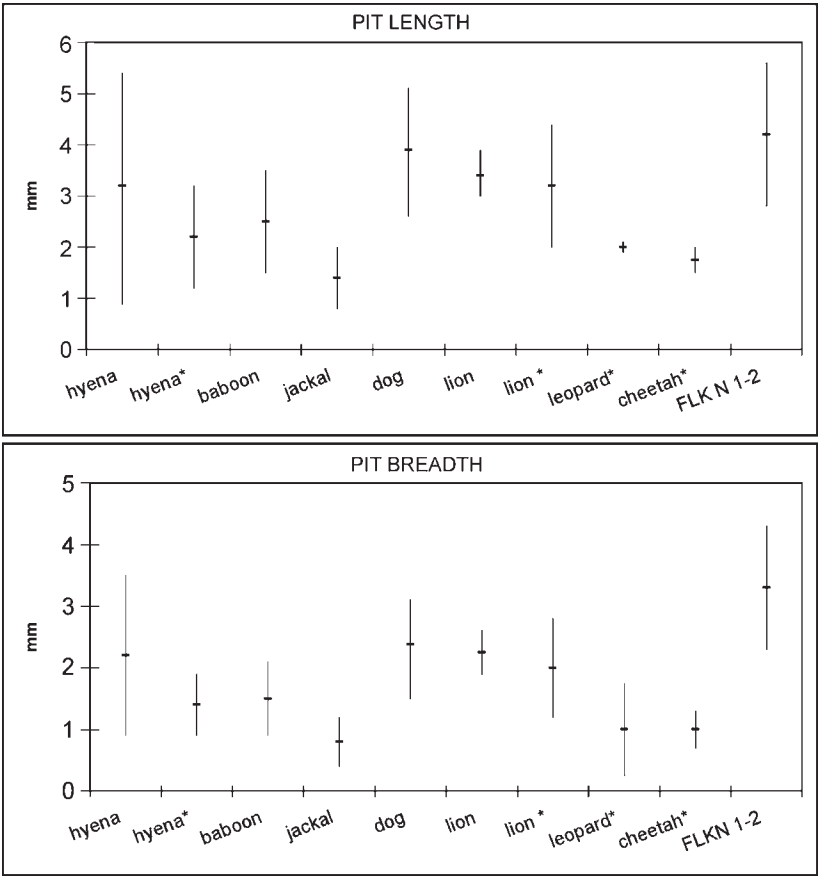 PIT LENGTH
6
5
4
3
2
1
0
mm
hyena
hyena*
baboon
jackal
dog
lion
lion *
leopard*
cheetah*
FLK N 1-2
PIT BREADTH
5
4
3
2
1
0
mm
hyena
hyena*
baboon
jackal
dog
lion
lion *
leopard*
cheetah*
FLKN 1-2